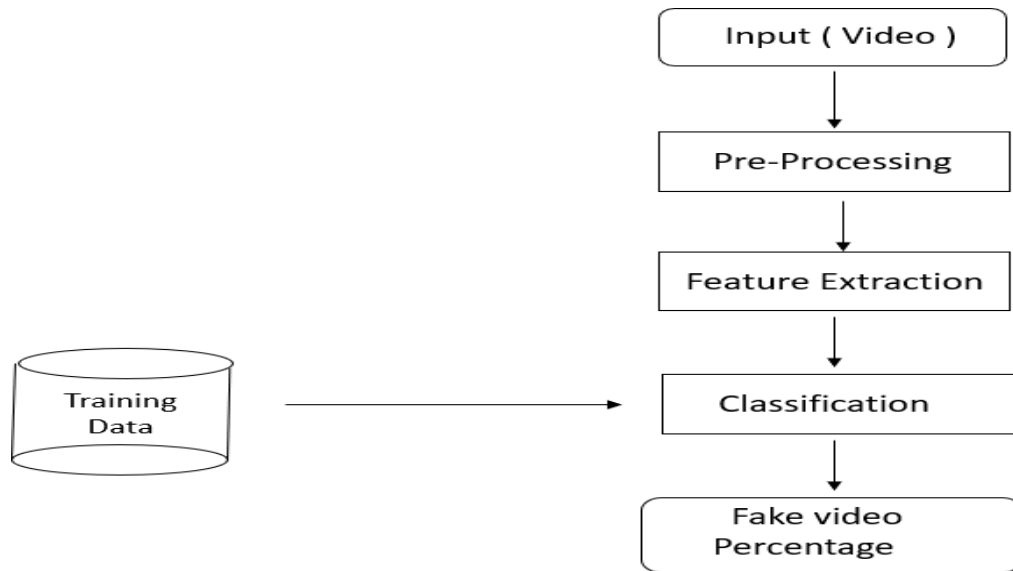 Input ( Video )
Pre-Processing
Feature Extraction
Training
Data
Classification
Fake video
Percentage